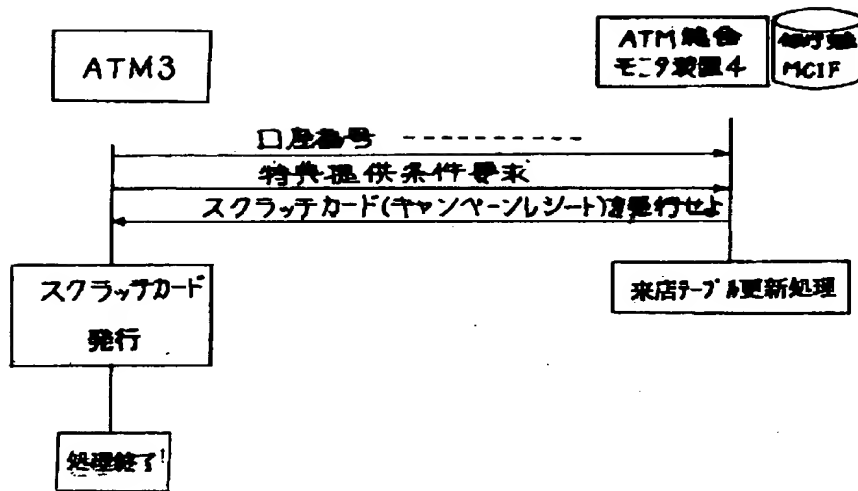 ATM3
ATM総合
モニタ装置4
MCIF
口座番号 ----------
特典提供条件要求
スクラッチカード(キャンペーンレシート)を発行せよ
スクラッチカード
発行
来店テーブル更新処理
処理終了